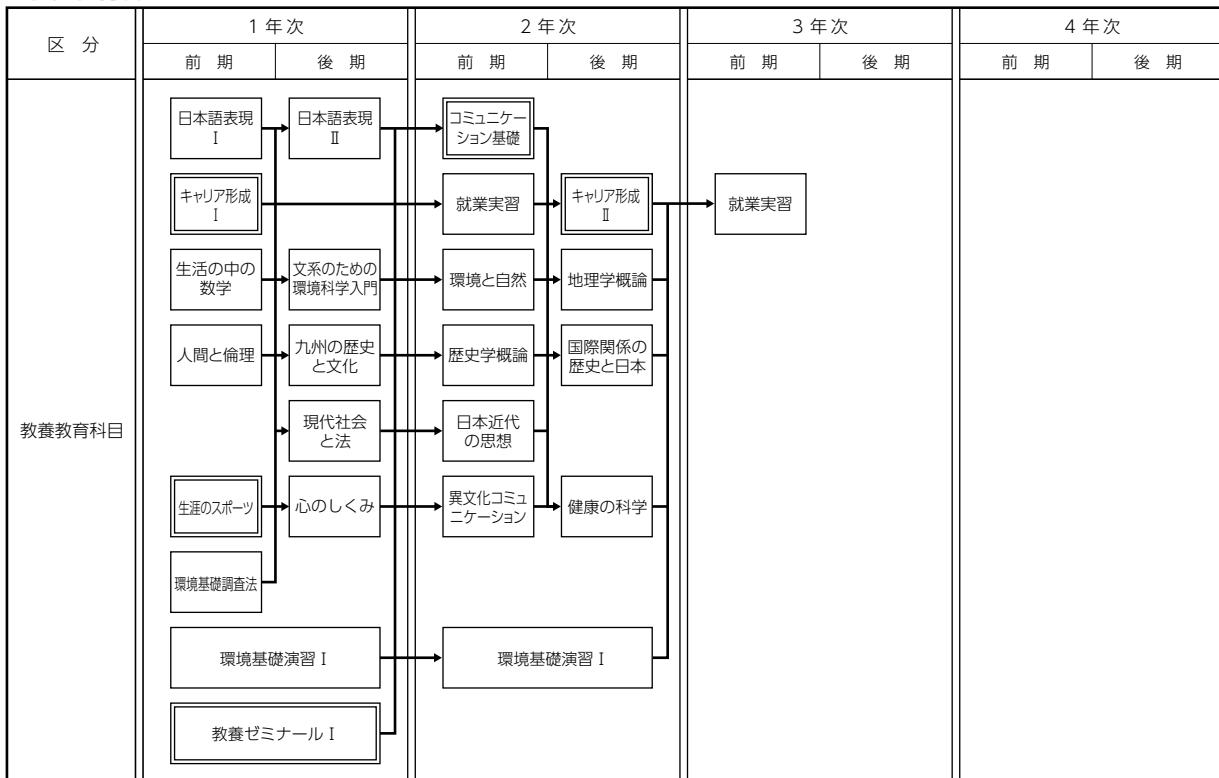 区 分
1 年次
2 年次
3 年次
4 年次
前 期
後 期
前 期
後 期
前 期
後 期
前 期
後 期
教養教育科目
日本語表現
Ⅰ
日本語表現
Ⅱ
コミュニケー
ション基礎
キャリア形成
Ⅰ
就業実習
キャリア形成
Ⅱ
就業実習
生活の中の
数学
文系のための
環境科学入門
環境と自然
地理学概論
人間と倫理
九州の歴史
と文化
歴史学概論
国際関係の
歴史と日本
現代社会
と法
日本近代
の思想
生涯のスポーツ
心のしくみ
異文化コミュ
ニケーション
健康の科学
環境基礎調査法
環境基礎演習 Ⅰ
環境基礎演習 Ⅰ
教養ゼミナール Ⅰ